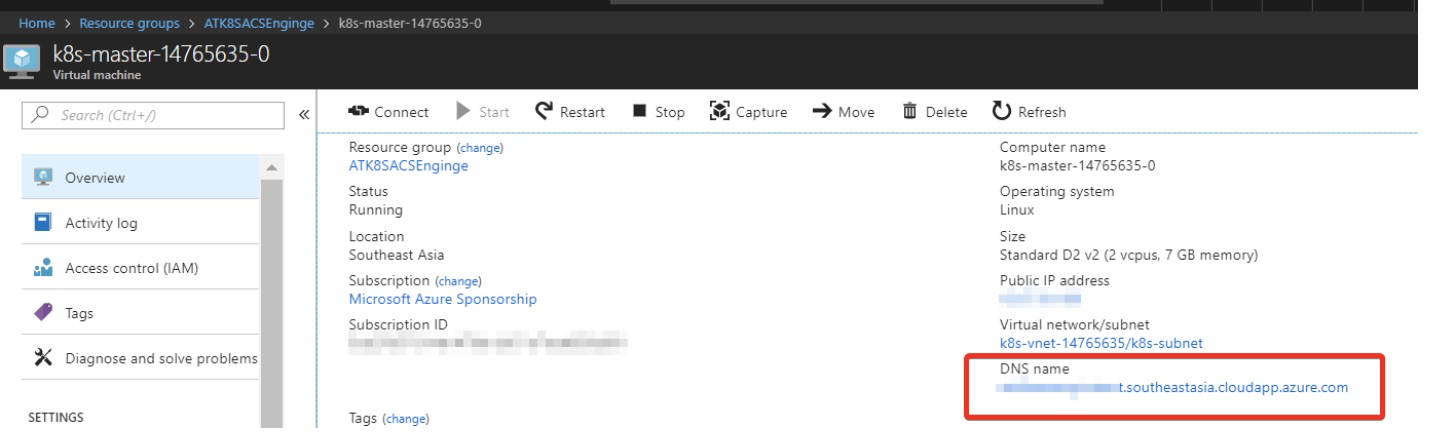 Home > Resource groups > ATK8SACSEnginge > k8s-master-14765635-0
k8s-master-14765635-0
Virtual machine
Search (Ctrl+/)
«
Connect Start Restart Stop Capture Move Delete Refresh
Overview
Activity log
Access control (IAM)
Tags
Diagnose and solve problems
SETTINGS
Resource group (change)
ATK8SACSEnginge
Status
Running
Location
Southeast Asia
Subscription (change)
Microsoft Azure Sponsorship
Subscription ID
Tags (change)
Computer name
k8s-master-14765635-0
Operating system
Linux
Size
Standard D2 v2 (2 vcpus, 7 GB memory)
Public IP address
Virtual network/subnet
k8s-vnet-14765635/k8s-subnet
DNS name
t.southeastasia.cloudapp.azure.com